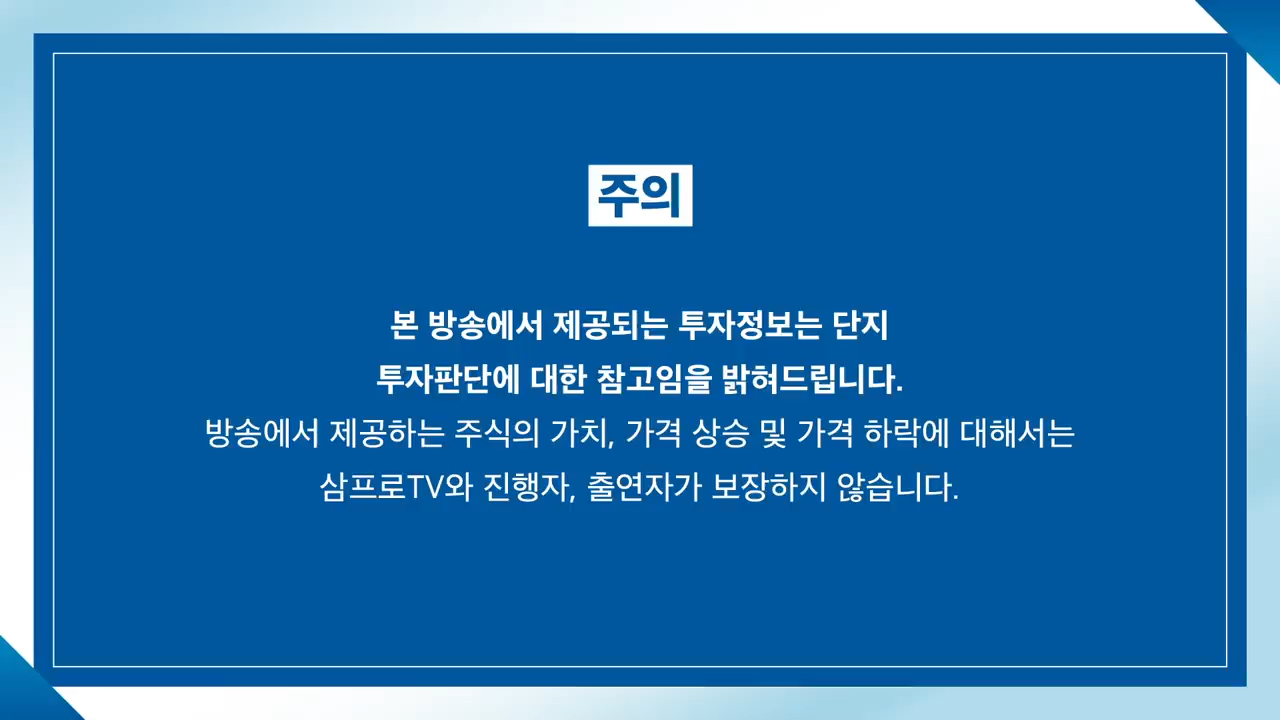 주의
본 방송에서 제공되는 투자정보는 단지
투자판단에 대한 참고임을 밝혀드립니다.
방송에서 제공하는 주식의 가치, 가격 상승 및 가격 하락에 대해서는
삼프로TV와 진행자, 출연자가 보장하지 않습니다.